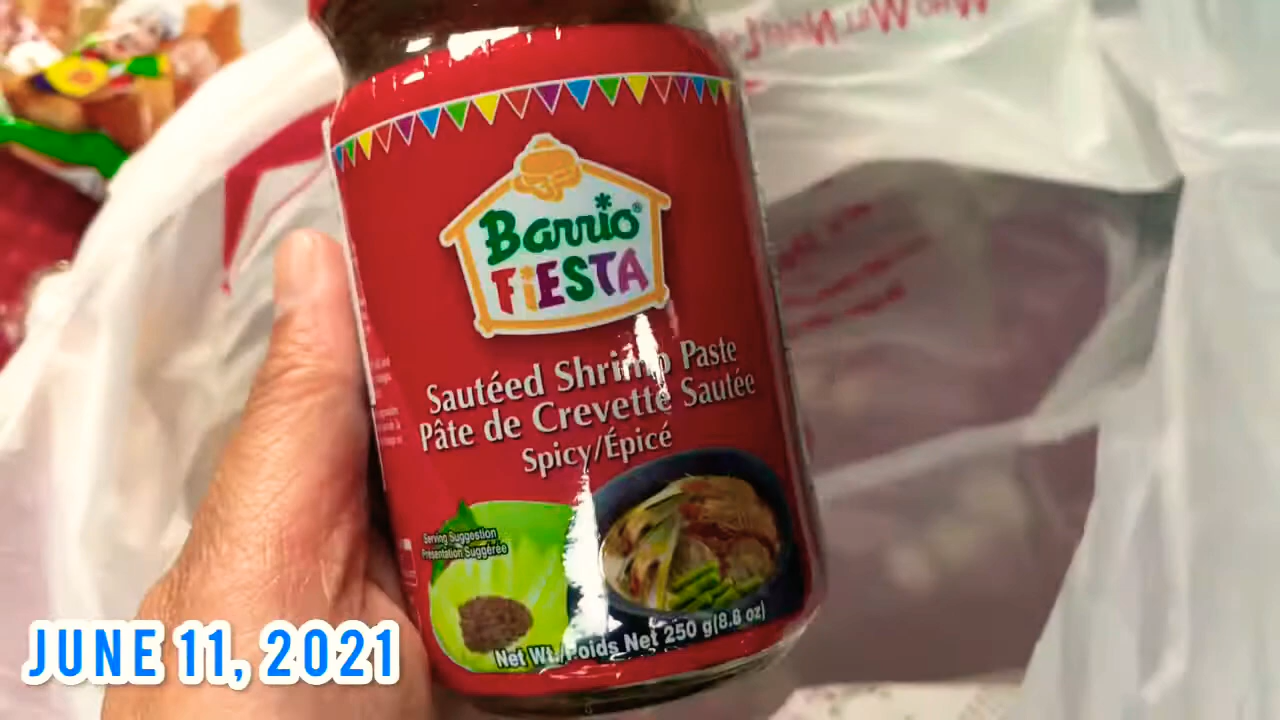 Barrio®
FiESTA
Sautéed Shrimp Paste
Pâte de Crevette Sautée
Spicy/Épicé
Serving Suggestion
Présentation Suggérée
Net Wt./Poids Net 250 g(8.8 oz)
JUNE 11, 2021